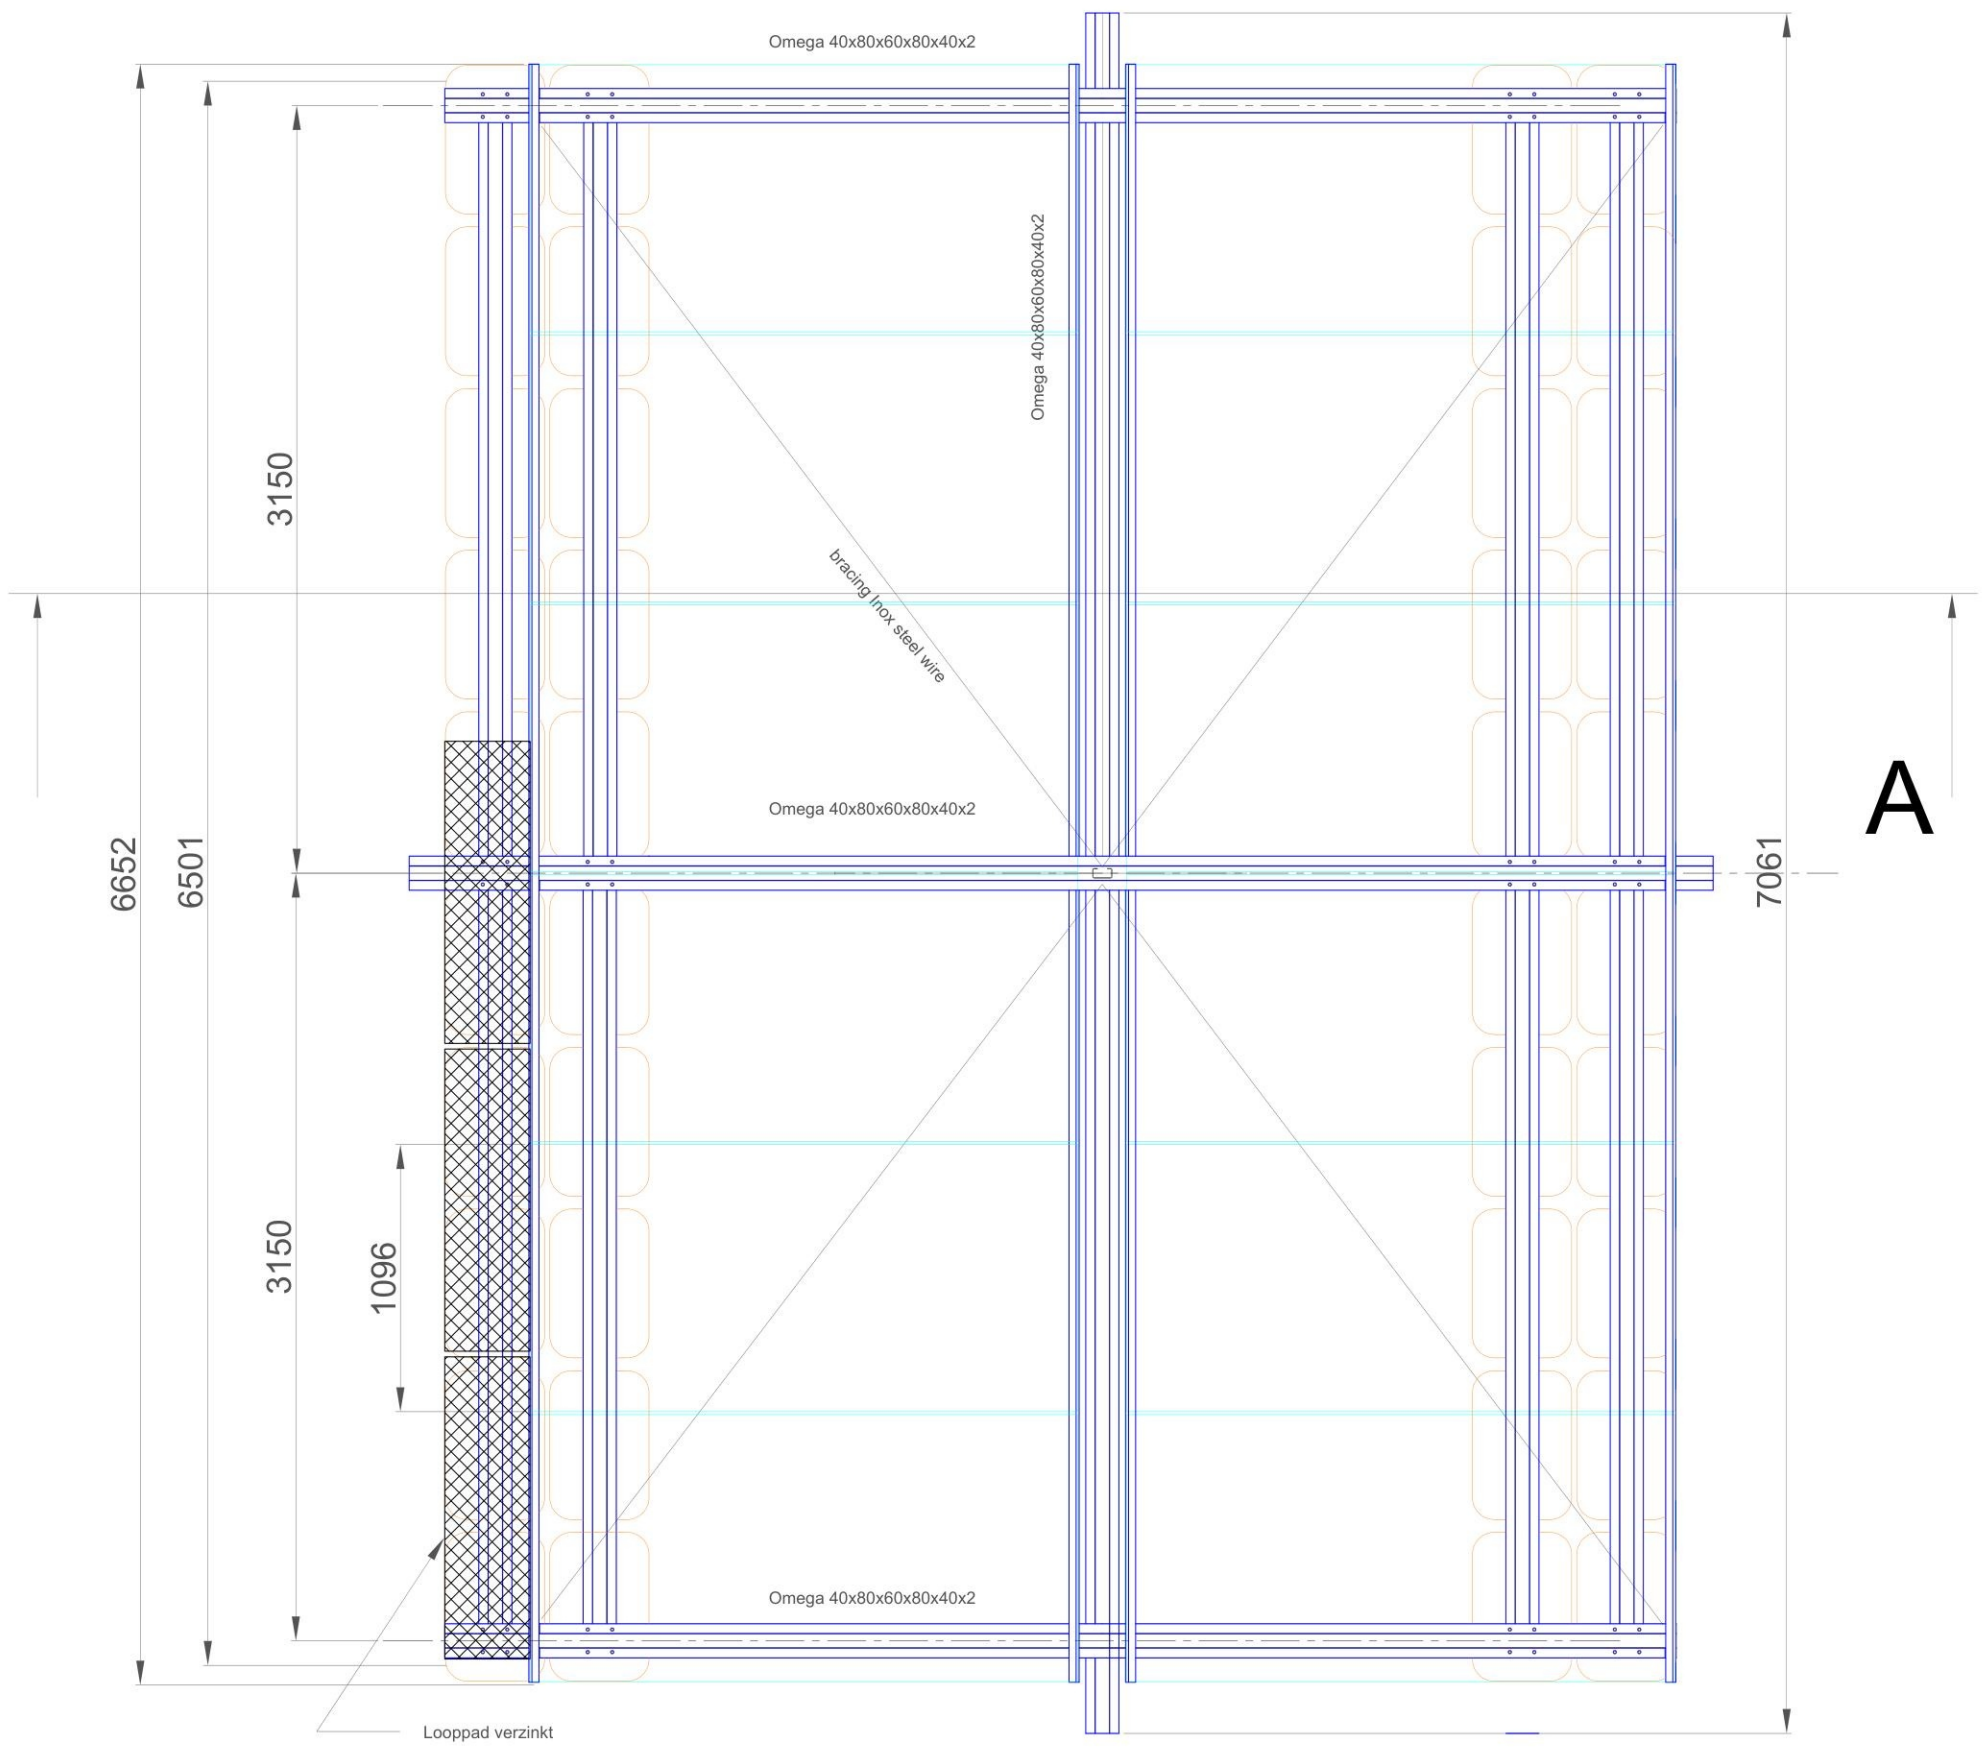 Omega 40x80x60x80x40x2
Omega 40x80x60x80x40x2
3150
bracing Inox steel wire
A
Omega 40x80x60x80x40x2
6652
6501
7061
3150
1096
Omega 40x80x60x80x40x2
Looppad verzinkt